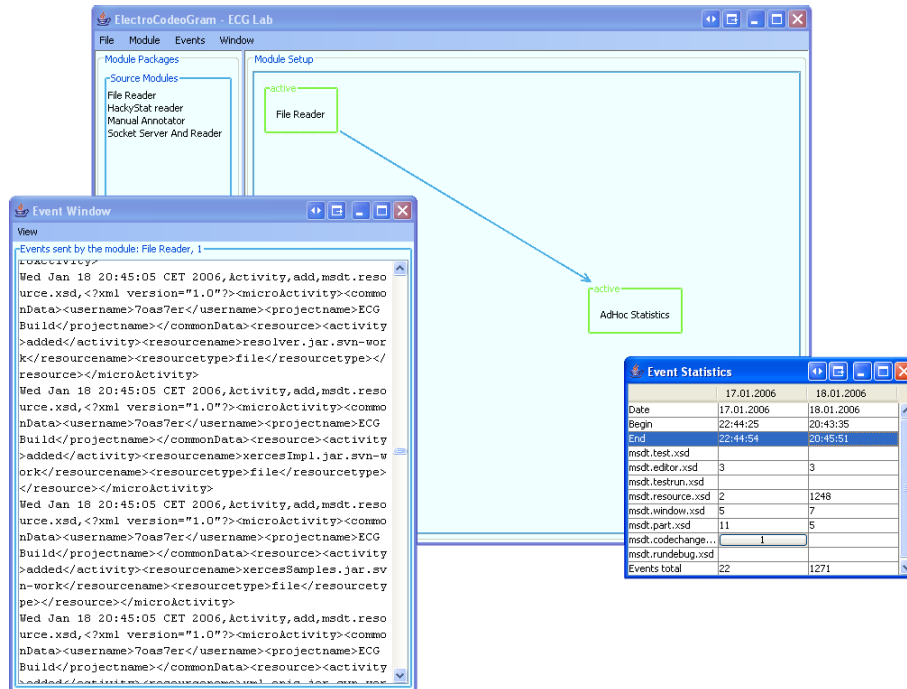 ElectroCodeoGram - ECG Lab
File Module Events Window
Module Packages
Source Modules
File Reader
HackyStat reader
Manual Annotator
Socket Server And Reader
Module Setup
active
File Reader
active
AdHoc Statistics
Event Window
View
Events sent by the module: File Reader, 1
roActivity>
Wed Jan 18 20:45:05 CET 2006,Activity,add,msdt.reso
urce.xsd,<?xml version="1.0"?><microActivity><commo
nData><username>7oas7er</username><projectname>ECG
Build</projectname></commonData><resource><activity
>added</activity><resourcename>resolver.jar.svn-wor
k</resourcename><resourcetype>file</resourcetype></
resource></microActivity>
Wed Jan 18 20:45:05 CET 2006,Activity,add,msdt.reso
urce.xsd,<?xml version="1.0"?><microActivity><commo
nData><username>7oas7er</username><projectname>ECG
Build</projectname></commonData><resource><activity
>added</activity><resourcename>xercesImpl.jar.svn-w
ork</resourcename><resourcetype>file</resourcetype>
</resource></microActivity>
Wed Jan 18 20:45:05 CET 2006,Activity,add,msdt.reso
urce.xsd,<?xml version="1.0"?><microActivity><commo
nData><username>7oas7er</username><projectname>ECG
Build</projectname></commonData><resource><activity
>added</activity><resourcename>xercesSamples.jar.sv
n-work</resourcename><resourcetype>file</resourcety
pe></resource></microActivity>
Wed Jan 18 20:45:05 CET 2006,Activity,add,msdt.reso
urce.xsd,<?xml version="1.0"?><microActivity><commo
nData><username>7oas7er</username><projectname>ECG
Build</projectname></commonData><resource><activity
>added</activity><resourcename>xml-apis.jar.svn-wor
Event Statistics
17.01.2006 18.01.2006
Date 17.01.2006 18.01.2006
Begin 22:44:25 20:43:35
End 22:44:54 20:45:51
msdt.test.xsd
msdt.editor.xsd 3 3
msdt.testrun.xsd
msdt.resource.xsd 2 1248
msdt.window.xsd 5 7
msdt.part.xsd 11 5
msdt.codechange... 1
msdt.rundebug.xsd
Events total 22 1271